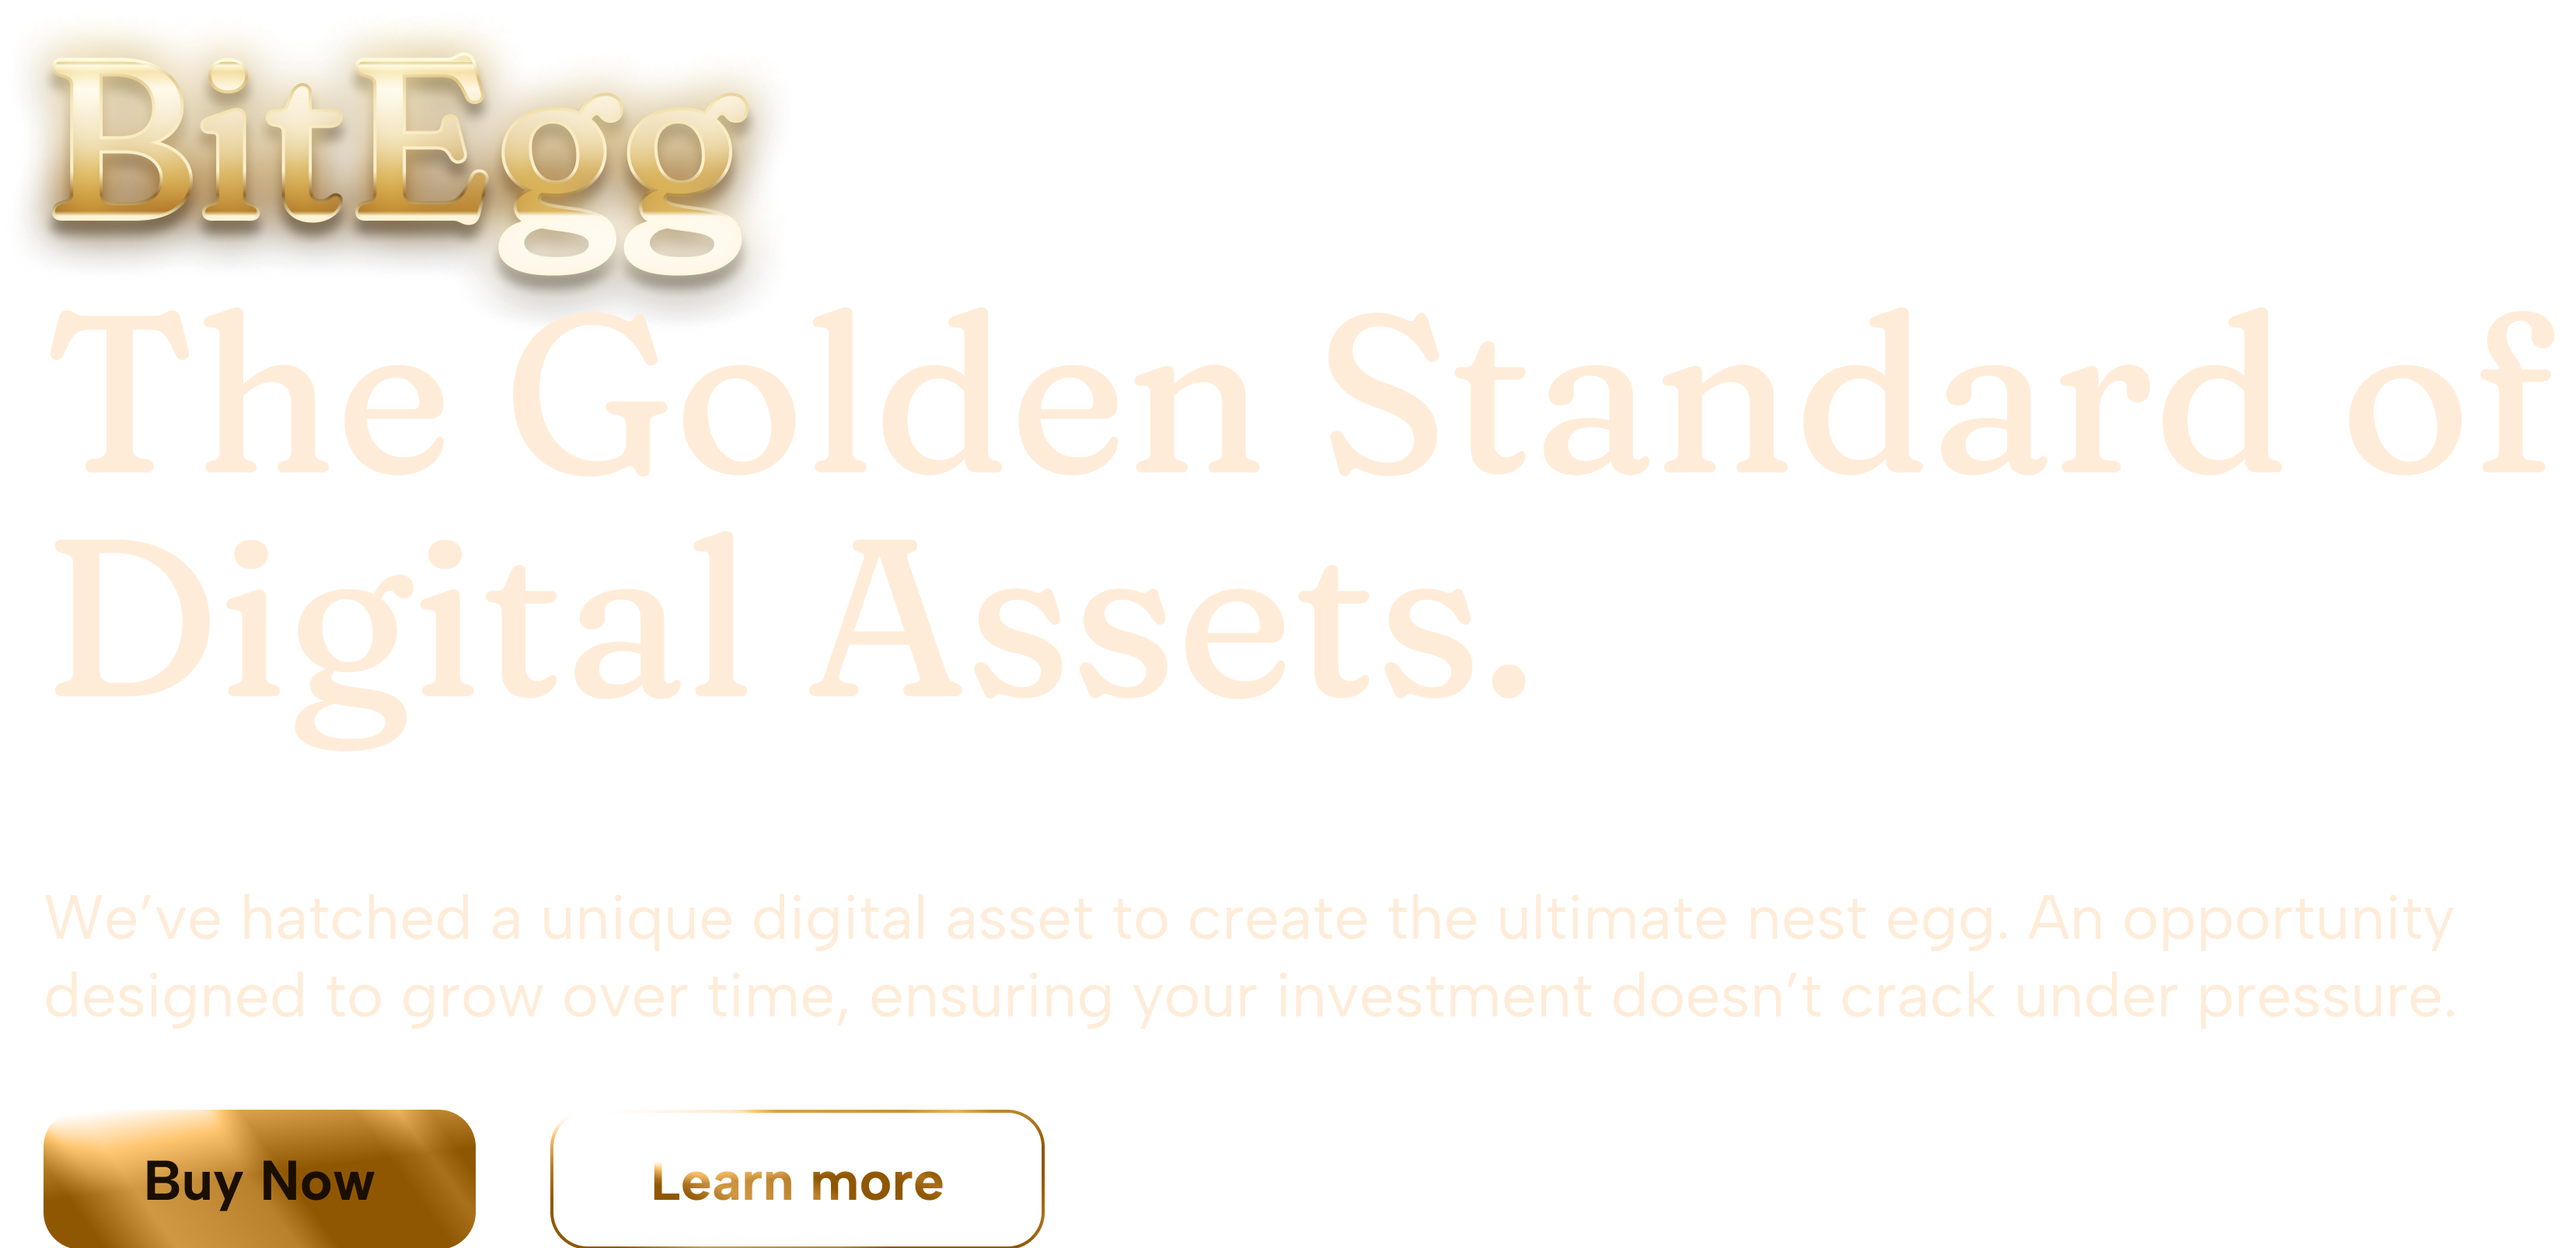 BitEgg
The Golden Standard of
Digital Assets.
We’ve hatched a unique digital asset to create the ultimate nest egg. An opportunity
designed to grow over time, ensuring your investment doesn’t crack under pressure.
Buy Now
Learn more